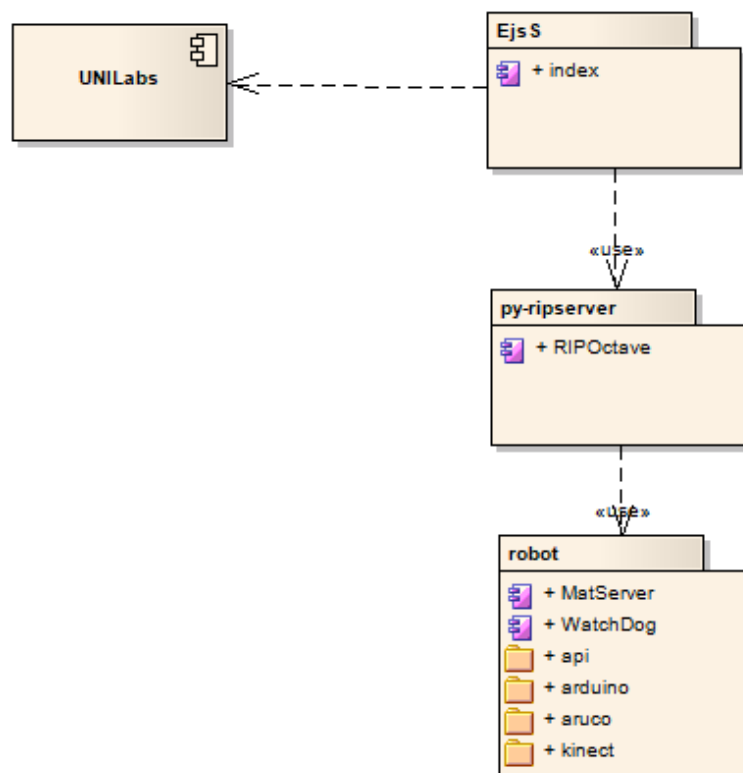 EjsS
UNILabs
+ index
«use»
py-ripserver
+ RIPOctave
«use»
robot
+ MatServer
+ WatchDog
+ api
+ arduino
+ aruco
+ kinect